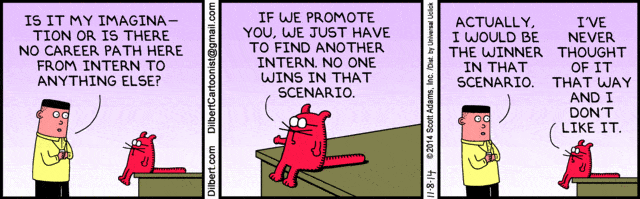 IS IT MY IMAGINA-
TION OR IS THERE
NO CAREER PATH HERE
FROM INTERN TO
ANYTHING ELSE?
Dilbert.com DilbertCartoonist@gmail.com
IF WE PROMOTE
YOU, WE JUST HAVE
TO FIND ANOTHER
INTERN. NO ONE
WINS IN THAT
SCENARIO.
11-8-14 © 2014 Scott Adams, Inc. /Dist. by Universal Uclick
ACTUALLY,
I WOULD BE
THE WINNER
IN THAT
SCENARIO.
I'VE
NEVER
THOUGHT
OF IT
THAT WAY
AND I
DON'T
LIKE IT.